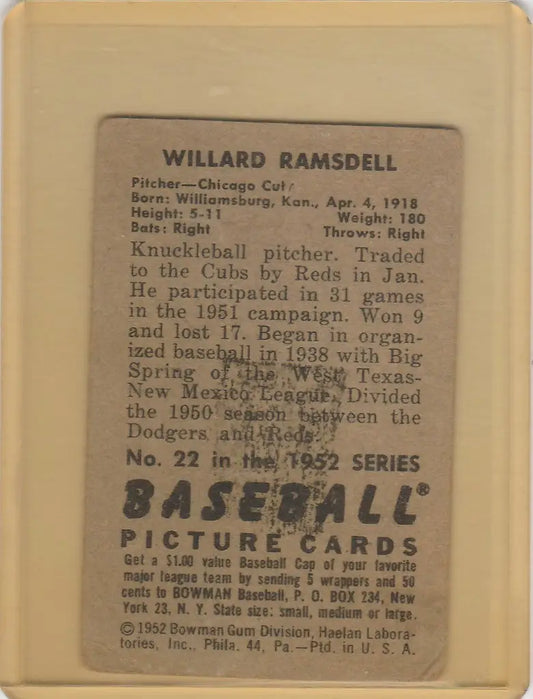 WILLARD RAMSDELL
Pitcher—Chicago Cubs
Born: Williamsburg, Kan., Apr. 4, 1918
Height: 5-11 Weight: 180
Bats: Right Throws: Right
Knuckleball pitcher. Traded
to the Cubs by Reds in Jan.
He participated in 31 games
in the 1951 campaign. Won 9
and lost 17. Began in organ-
ized baseball in 1938 with Big
Spring of the West Texas-
New Mexico League. Divided
the 1950 season between the
Dodgers and Reds.
No. 22 in the 1952 SERIES
BASEBALL®
PICTURE CARDS
Get a $1.00 value Baseball Cap of your favorite
major league team by sending 5 wrappers and 50
cents to BOWMAN Baseball, P. O. BOX 234, New
York 23, N. Y. State size: small, medium or large.
© 1952 Bowman Gum Division, Haelan Labora-
tories, Inc., Phila. 44, Pa.—Ptd. in U. S. A.